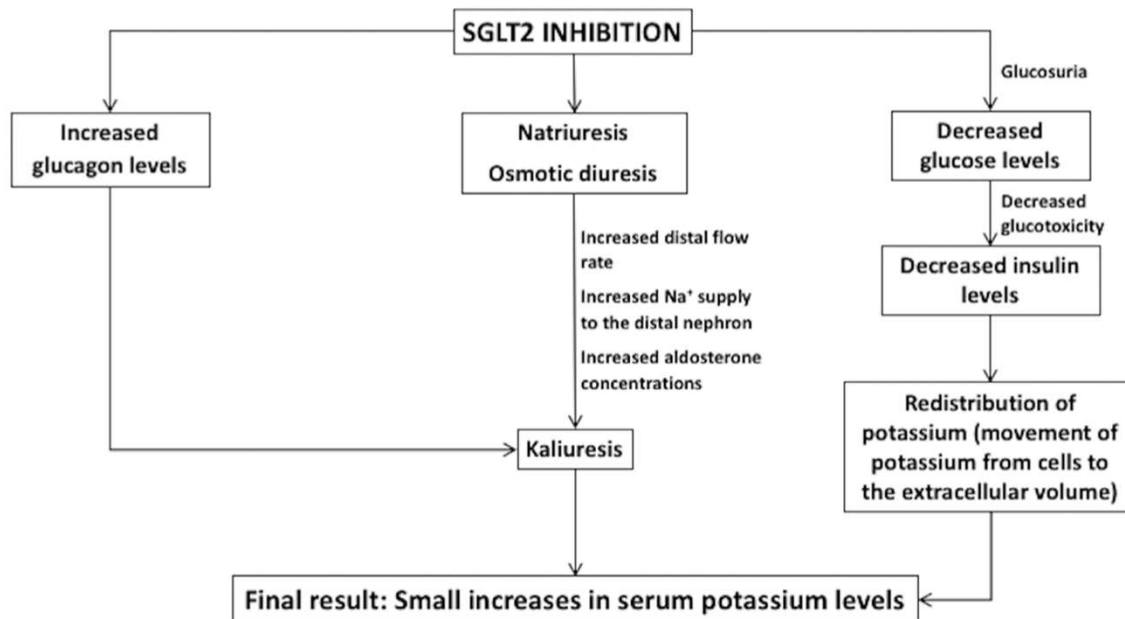 SGLT2 INHIBITION
Glucosuria
Increased
glucagon levels
Natriuresis
Osmotic diuresis
Decreased
glucose levels
Decreased
glucotoxicity
Increased distal flow
rate
Increased Na⁺ supply
to the distal nephron
Increased aldosterone
concentrations
Decreased insulin
levels
Redistribution of
potassium (movement of
potassium from cells to
the extracellular volume)
Kaliuresis
Final result: Small increases in serum potassium levels